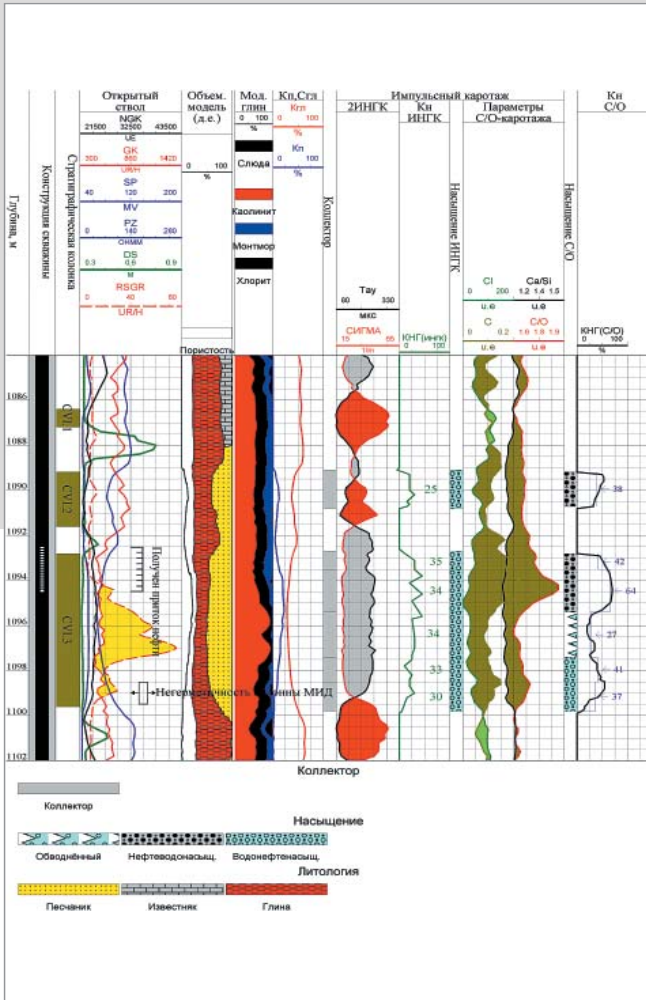 Открытый ствол
NGK
21500 32500 43500
UE
GK
300 860 1420
UR/H
SP
40 120 200
MV
PZ
0 140 280
OHMM
DS
0.3 0.6 0.9
M
RSGR
0 40 80
UR/H
Глубина, м
Конструкция скважины
Стратиграфическая колонка
Объем. модель (д.е.)
0 100
%
Пористость
Мод. глин
0 100
%
Слюда
Каолинит
Монтмор
Хлорит
Кп,Сгл
Кгл
0 100
%
Кп
0 100
%
Коллектор
Импульсный каротаж
2ИНГК
Тау
60 330
мкс
СИГМА
15 65
Кн ИНГК
КНГ(ингк)
0 100
Насыщение ИНГК
Параметры С/О-каротажа
Cl
0 200
u.e
Ca/Si
1.2 1.4 1.5
u.e
C
0 0.2
u.e
C/O
1.6 1.8 1.9
u.e
Насыщение С/О
Кн С/О
КНГ(С/О)
0 100
%
1086
1088
1090
1092
1094
1096
1098
1100
1102
CVI.2
CVI.3
Получен приток нефти
Негерметичность колонны МИД
25
35
34
34
33
30
38
42
64
27
41
37
Коллектор
Коллектор
Насыщение
Обводнённый
Нефтеводонасыщ.
Водонефтенасыщ.
Литология
Песчаник
Известняк
Глина